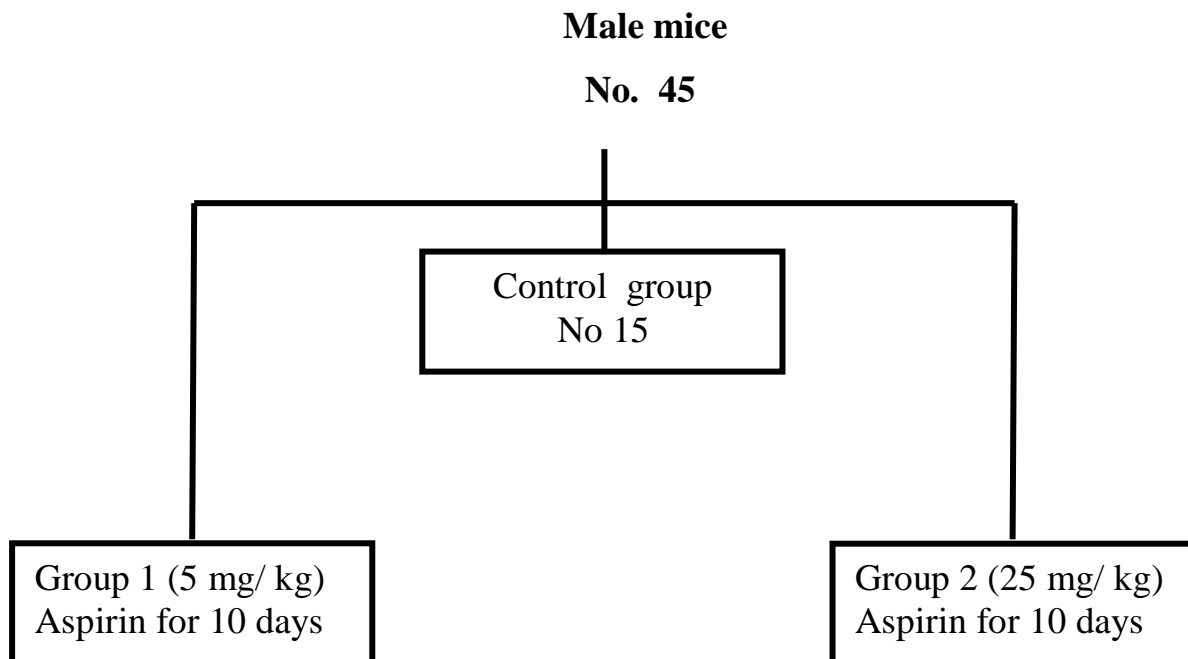 Male mice
No. 45
Control group
No 15
Group 1 (5 mg/ kg)
Aspirin for 10 days
Group 2 (25 mg/ kg)
Aspirin for 10 days